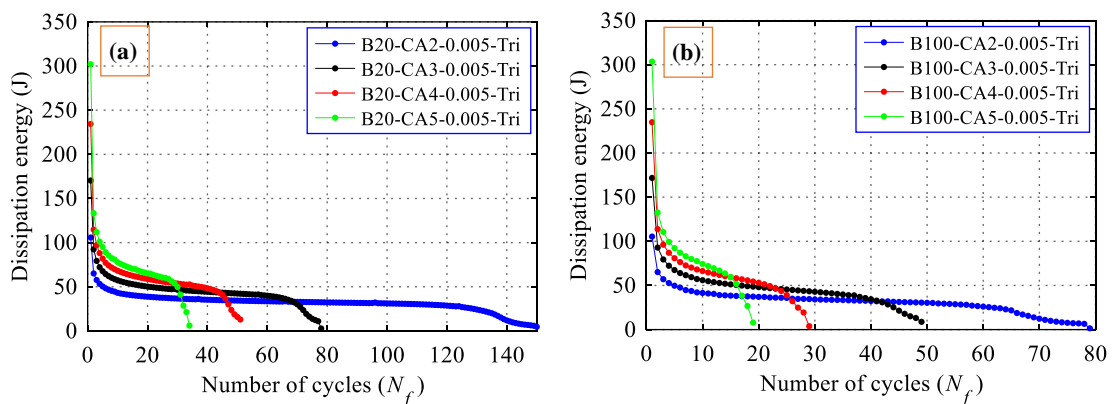 (a)
B20-CA2-0.005-Tri
B20-CA3-0.005-Tri
B20-CA4-0.005-Tri
B20-CA5-0.005-Tri
Dissipation energy (J)
350
300
250
200
150
100
50
0
0 20 40 60 80 100 120 140
Number of cycles (N_f)
(b)
B100-CA2-0.005-Tri
B100-CA3-0.005-Tri
B100-CA4-0.005-Tri
B100-CA5-0.005-Tri
Dissipation energy (J)
350
300
250
200
150
100
50
0
0 10 20 30 40 50 60 70 80
Number of cycles (N_f)